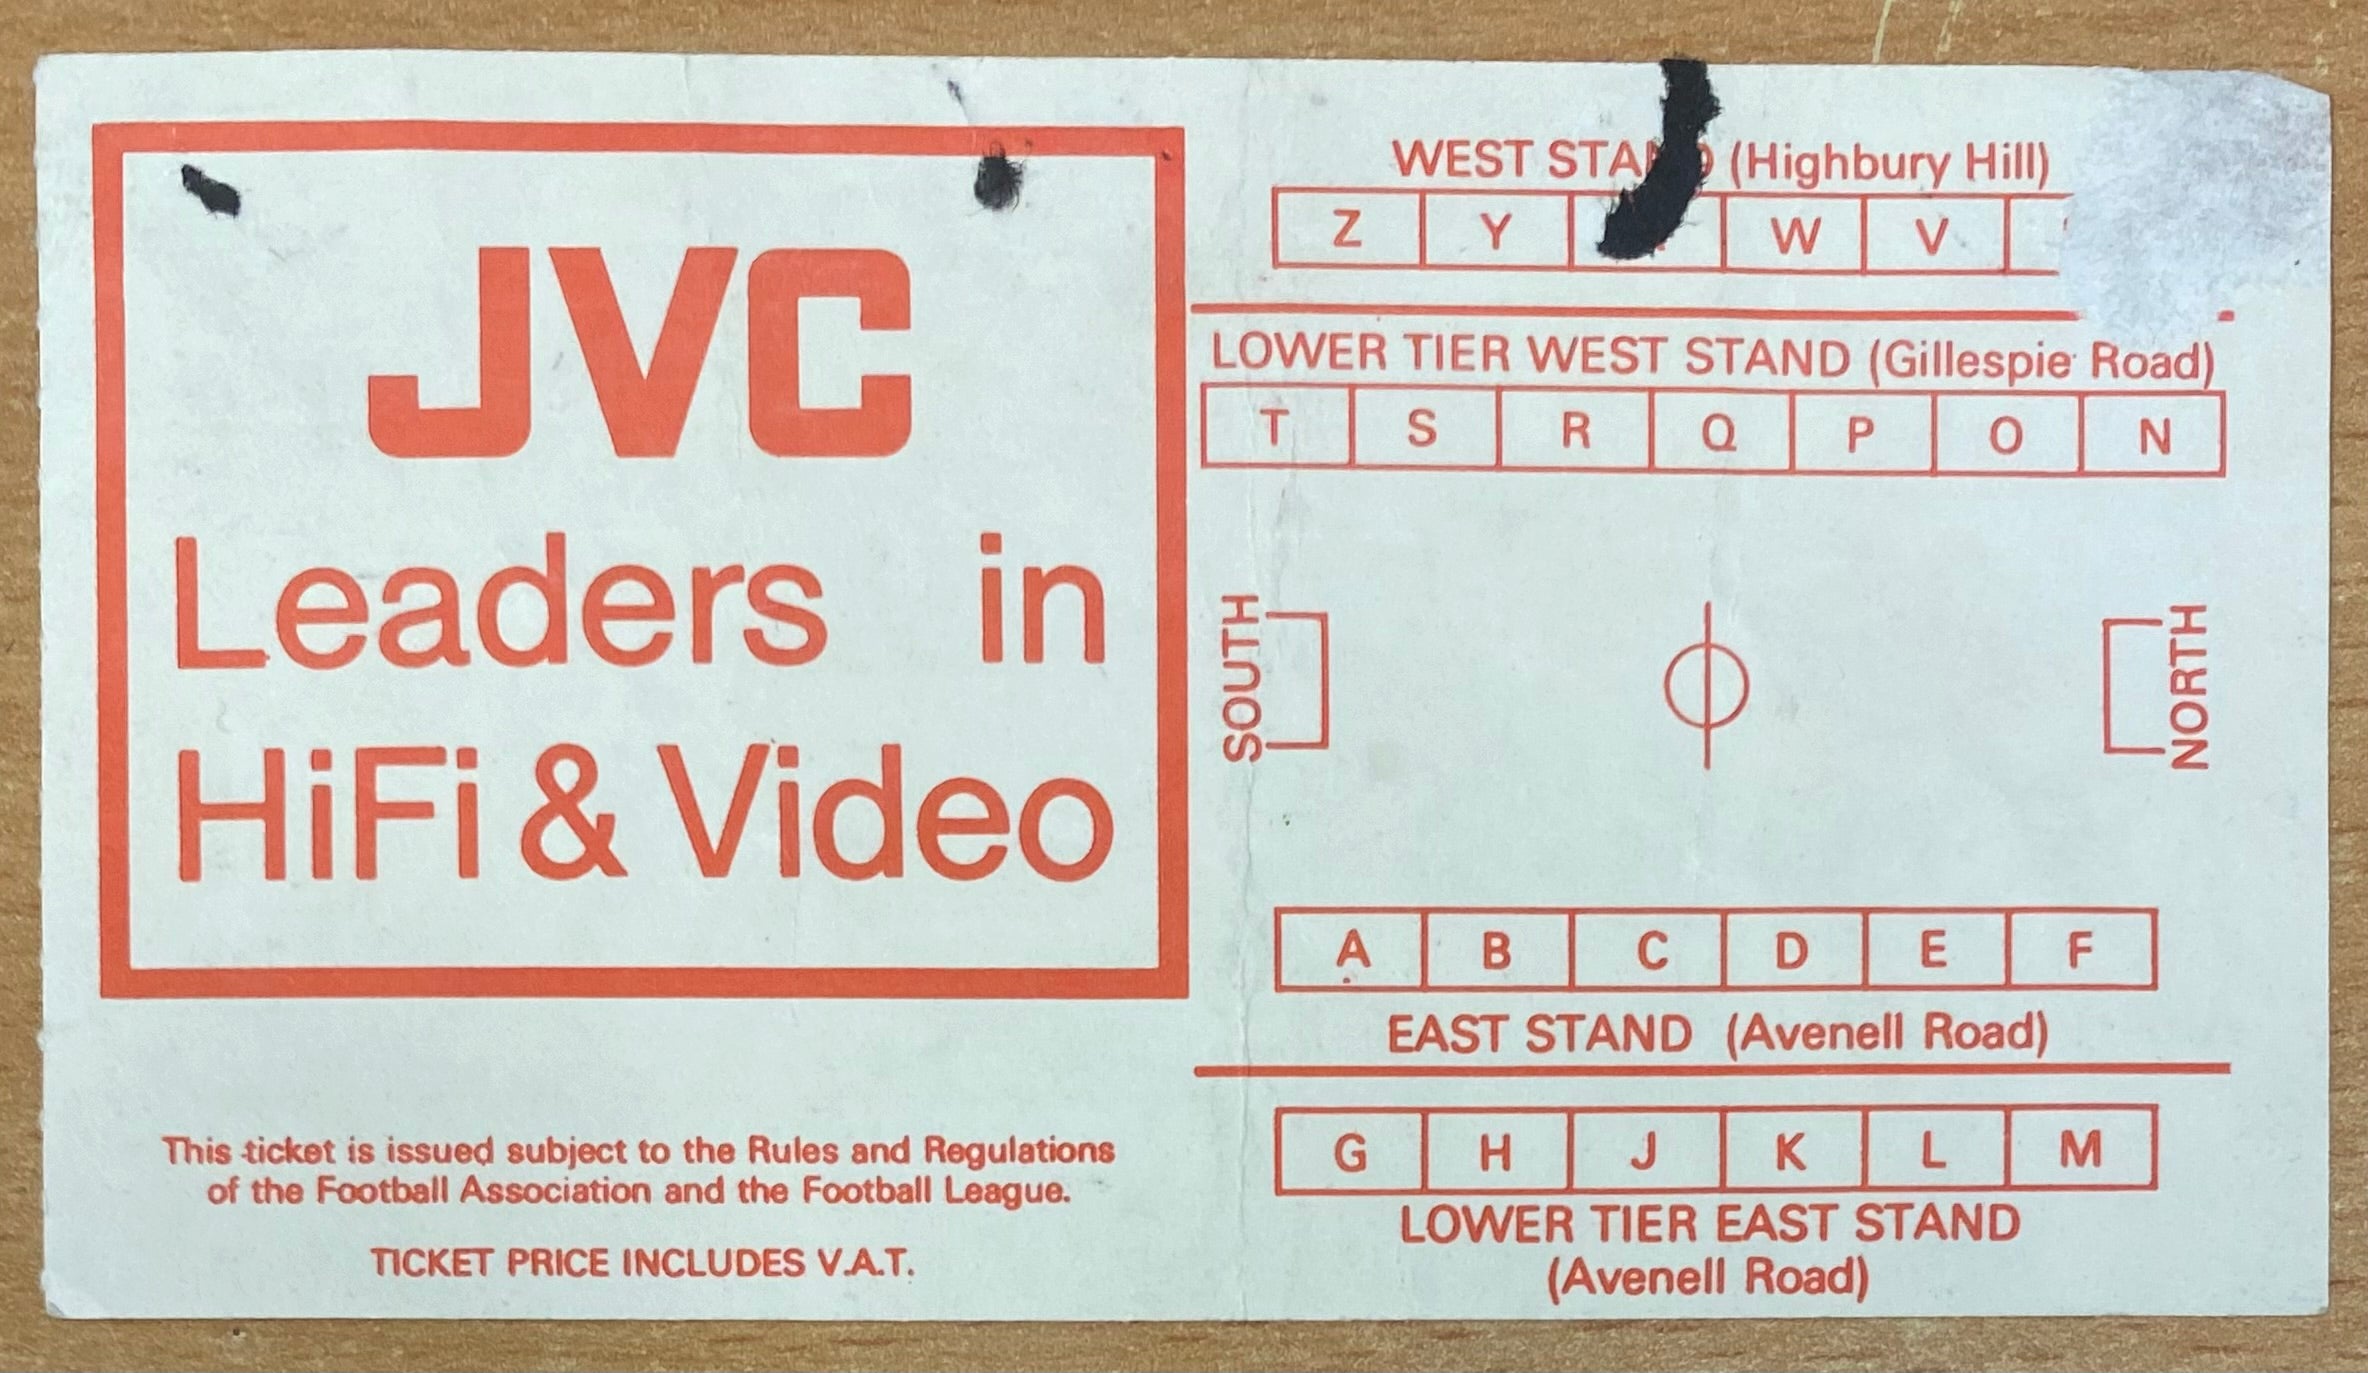 JVC
Leaders in
HiFi & Video
This ticket is issued subject to the Rules and Regulations
of the Football Association and the Football League.
TICKET PRICE INCLUDES V.A.T.
WEST STAND (Highbury Hill)
Z Y W V
LOWER TIER WEST STAND (Gillespie Road)
T S R Q P O N
SOUTH
NORTH
A B C D E F
EAST STAND (Avenell Road)
G H J K L M
LOWER TIER EAST STAND
(Avenell Road)